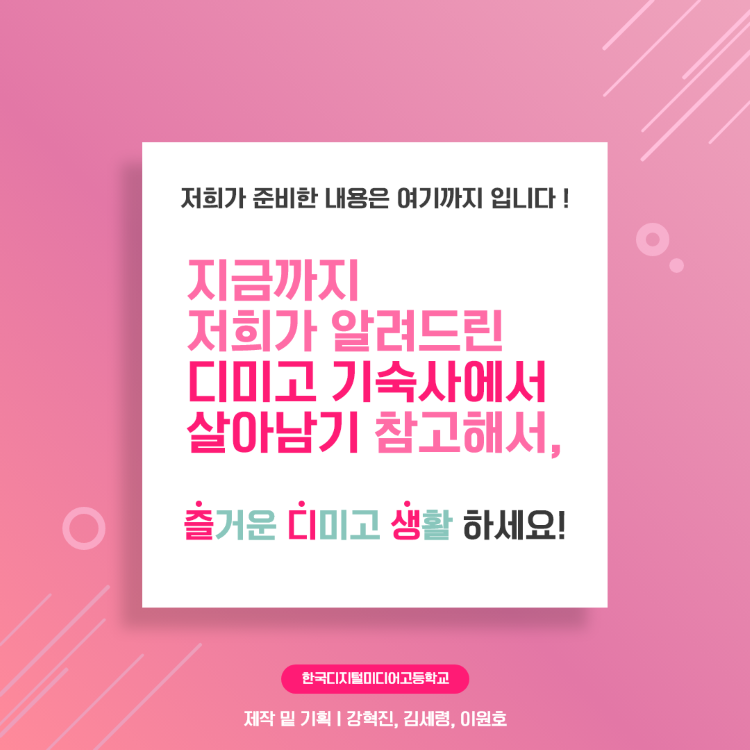 저희가 준비한 내용은 여기까지 입니다 !
지금까지
저희가 알려드린
디미고 기숙사에서
살아남기 참고해서,
즐거운 디미고 생활 하세요!
한국디지털미디어고등학교
제작 밑 기획 | 강혁진, 김세령, 이원호